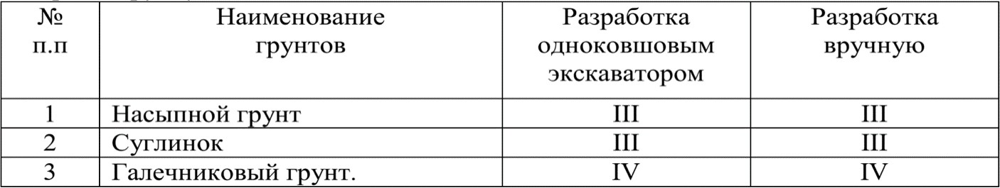 № п.п Наименование грунтов Разработка одноковшовым экскаватором Разработка вручную
1 Насыпной грунт III III
2 Суглинок III III
3 Галечниковый грунт. IV IV